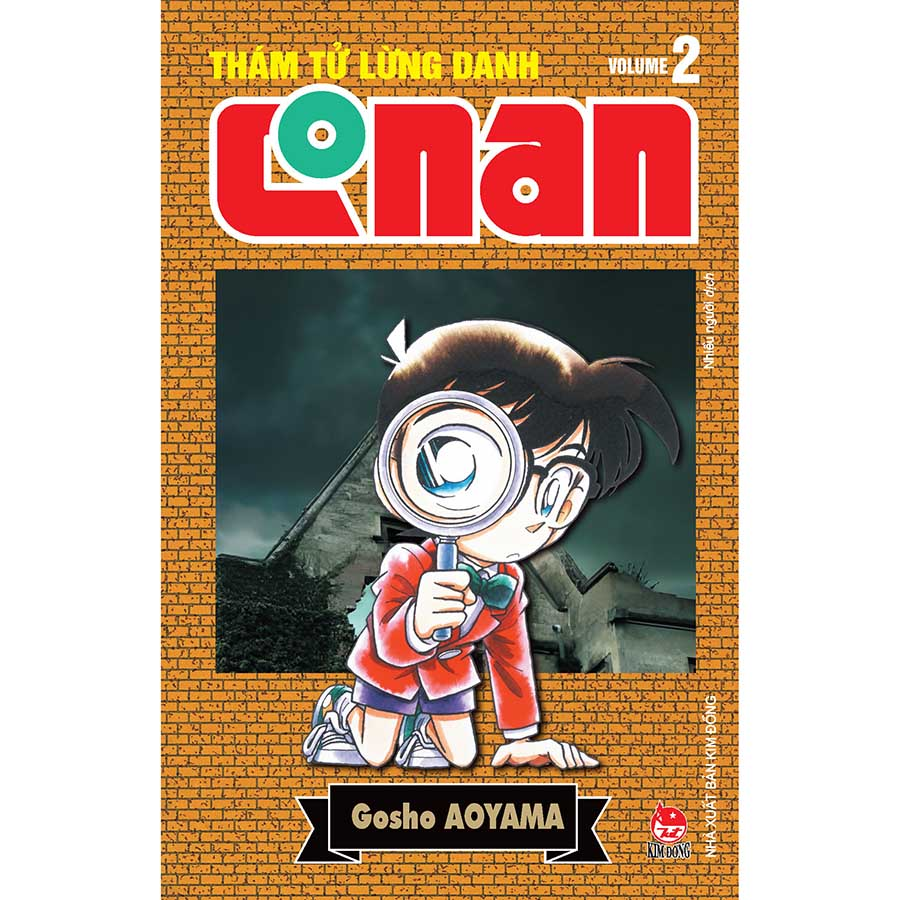 THÁM TỬ LỪNG DANH
VOLUME 2
Conan
Nhiều người dịch
Gosho AOYAMA
KIM ĐỒNG
NHÀ XUẤT BẢN KIM ĐỒNG